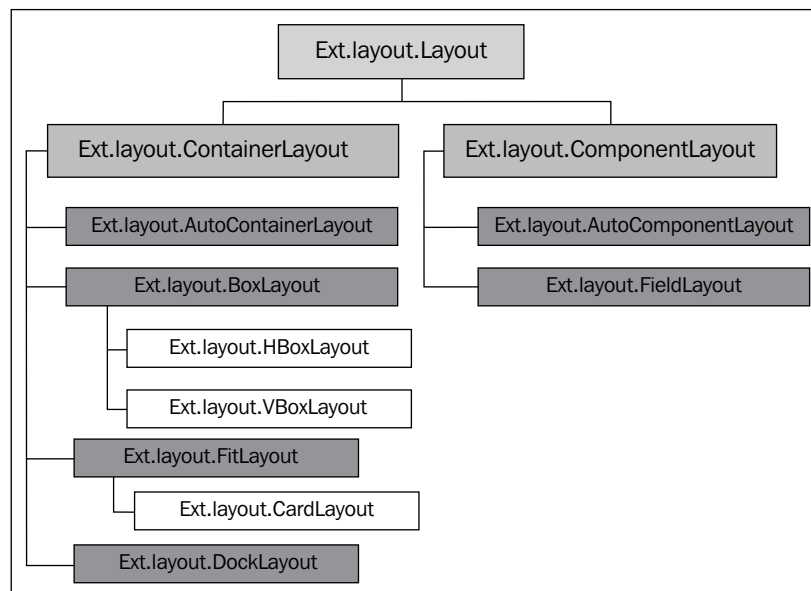 Ext.layout.Layout
Ext.layout.ContainerLayout
Ext.layout.ComponentLayout
Ext.layout.AutoContainerLayout
Ext.layout.AutoComponentLayout
Ext.layout.BoxLayout
Ext.layout.FieldLayout
Ext.layout.HBoxLayout
Ext.layout.VBoxLayout
Ext.layout.FitLayout
Ext.layout.CardLayout
Ext.layout.DockLayout